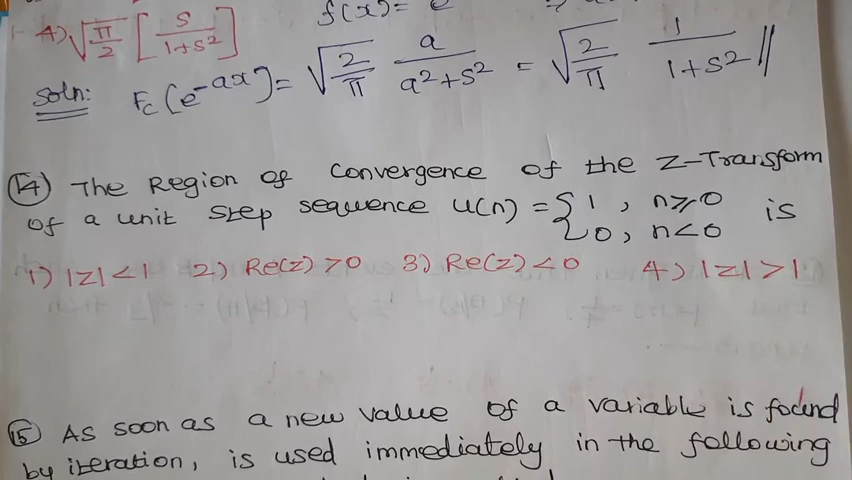 f(x)= e
4) √π/2 [s/1+s²]
Soln: Fc(e^-ax) = √2/π a/a²+s² = √2/π 1/1+s² //
14) The Region of convergence of the Z-Transform
of a unit step sequence u(n) = { 1, n≥0 is
0, n<0
1) |z|<1 2) Re(z)>0 3) Re(z)<0 4) |z|>1
15) As soon as a new value of a variable is found
by iteration, is used immediately in the following